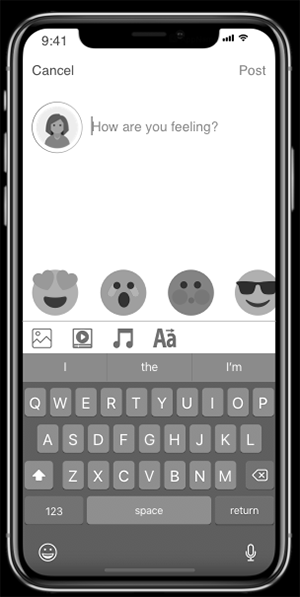 9:41
Cancel Post
How are you feeling?
Aa
I the I'm
Q W E R T Y U I O P
A S D F G H J K L
Z X C V B N M
123 space return